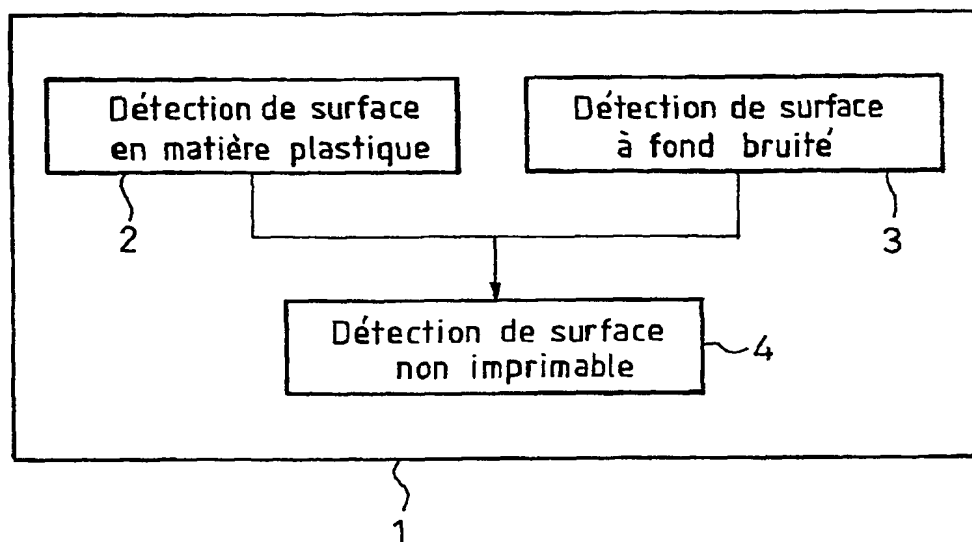 Détection de surface
en matière plastique
Détection de surface
à fond bruité
2
3
Détection de surface
non imprimable
4
1